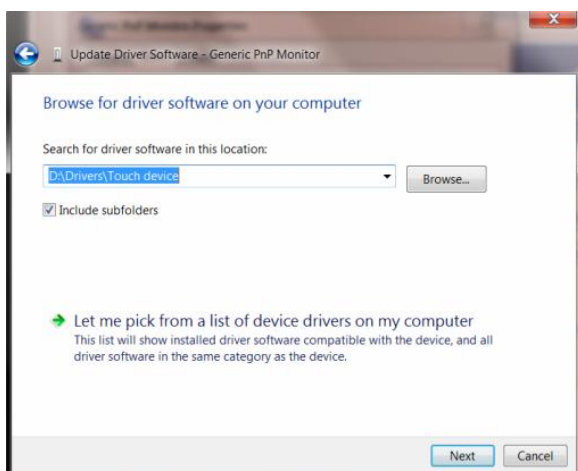 Update Driver Software - Generic PnP Monitor
Browse for driver software on your computer
Search for driver software in this location:
D:\Drivers\Touch device
Browse...
Include subfolders
Let me pick from a list of device drivers on my computer
This list will show installed driver software compatible with the device, and all
driver software in the same category as the device.
Next
Cancel